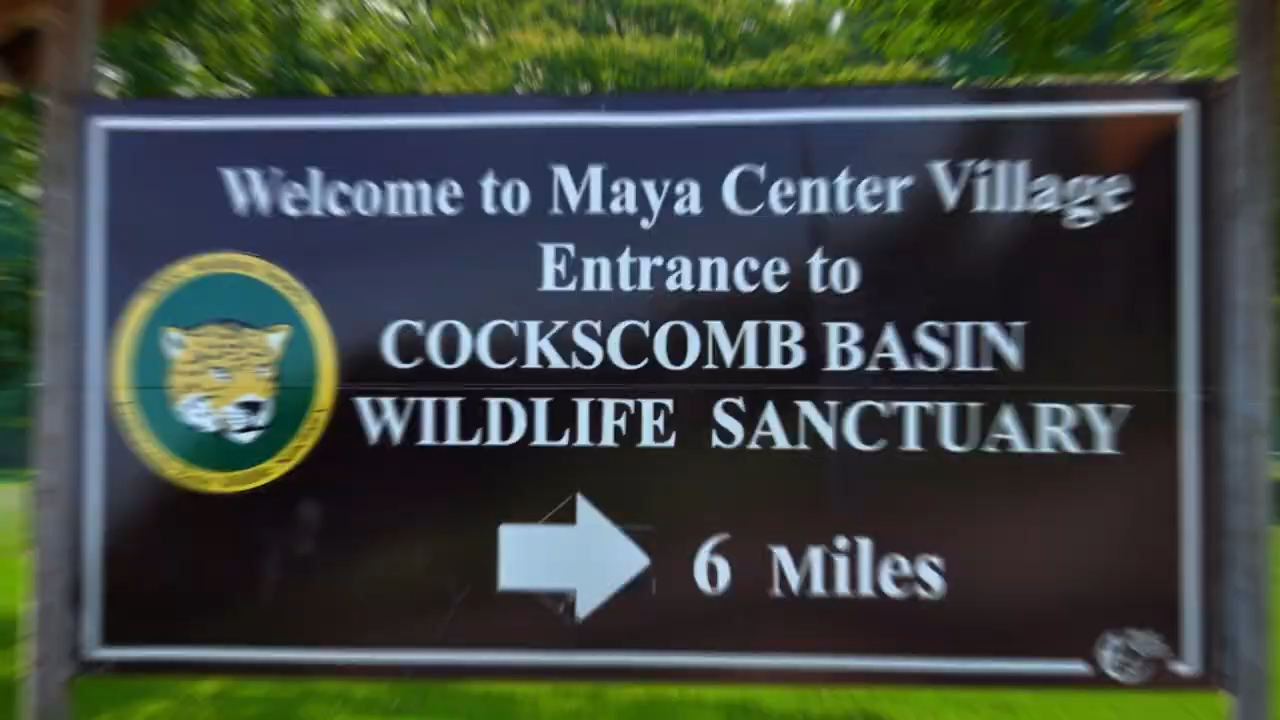 Welcome to Maya Center Village
Entrance to
COCKSCOMB BASIN
WILDLIFE SANCTUARY
6 Miles